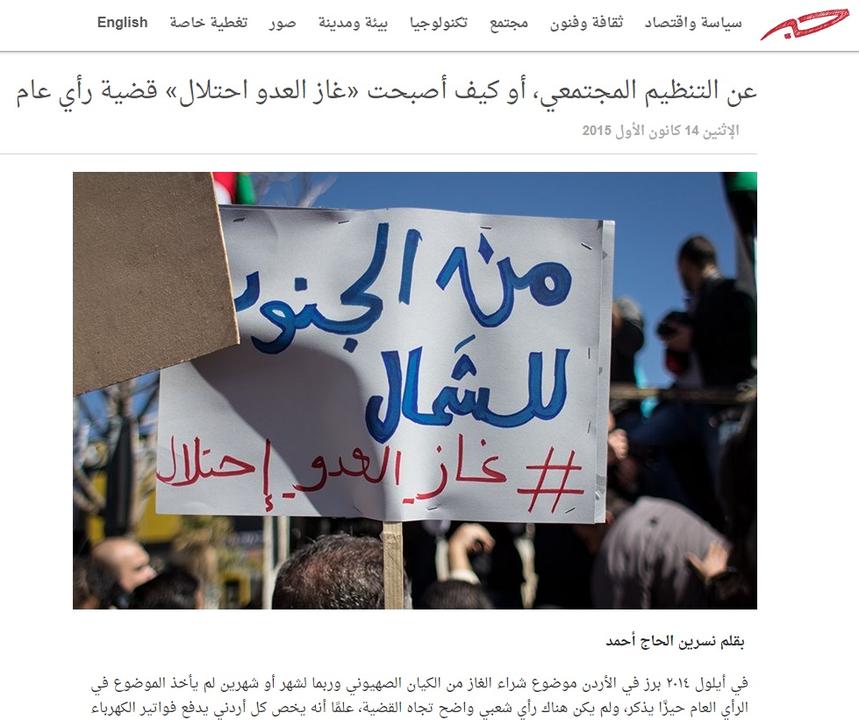 حبر
سياسة واقتصاد ثقافة وفنون مجتمع تكنولوجيا بيئة ومدينة صور تغطية خاصة English
عن التنظيم المجتمعي، أو كيف أصبحت «غاز العدو احتلال» قضية رأي عام
الإثنين 14 كانون الأول 2015
من الجنوب
للشَمال
#غاز_العدو_إحتلال
بقلم نسرين الحاج أحمد
في أيلول ٢٠١٤ برز في الأردن موضوع شراء الغاز من الكيان الصهيوني وربما لشهر أو شهرين لم يأخذ الموضوع في
الرأي العام حيزًا يذكر، ولم يكن هناك رأي شعبي واضح تجاه القضية، علمًا أنه يخص كل أردني يدفع فواتير الكهرباء